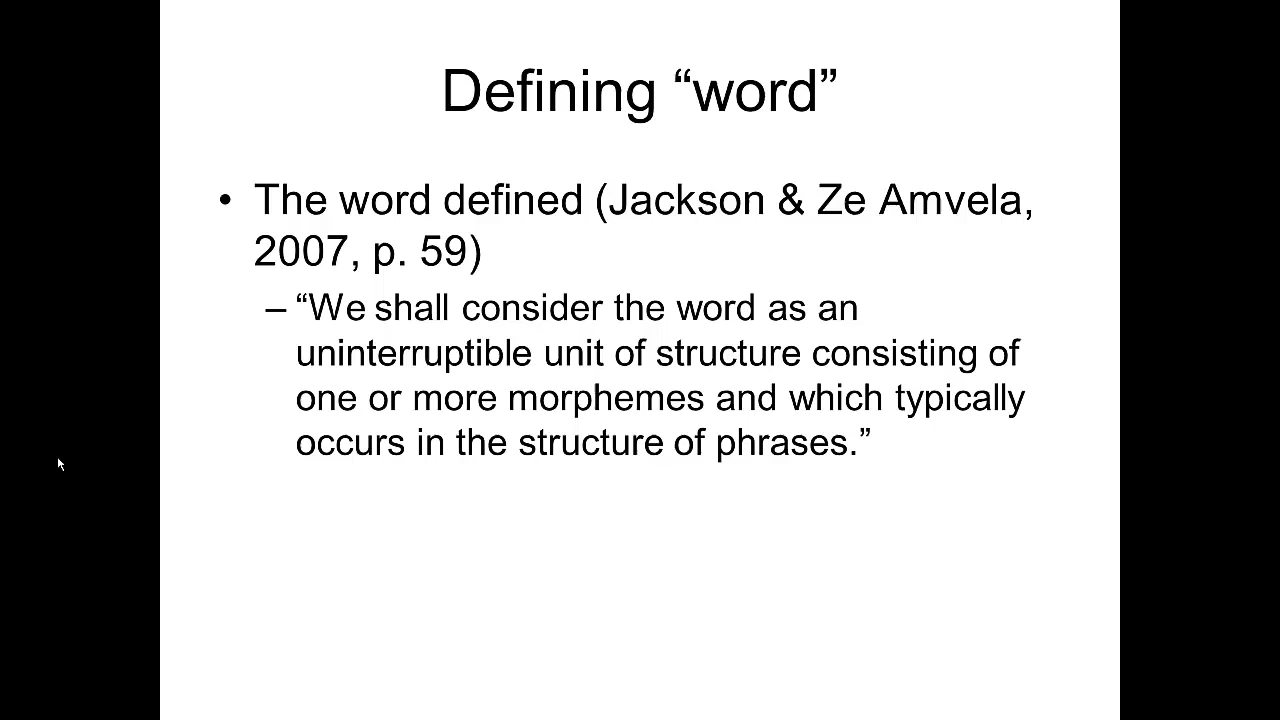 Defining “word”
• The word defined (Jackson & Ze Amvela,
2007, p. 59)
– “We shall consider the word as an
uninterruptible unit of structure consisting of
one or more morphemes and which typically
occurs in the structure of phrases.”